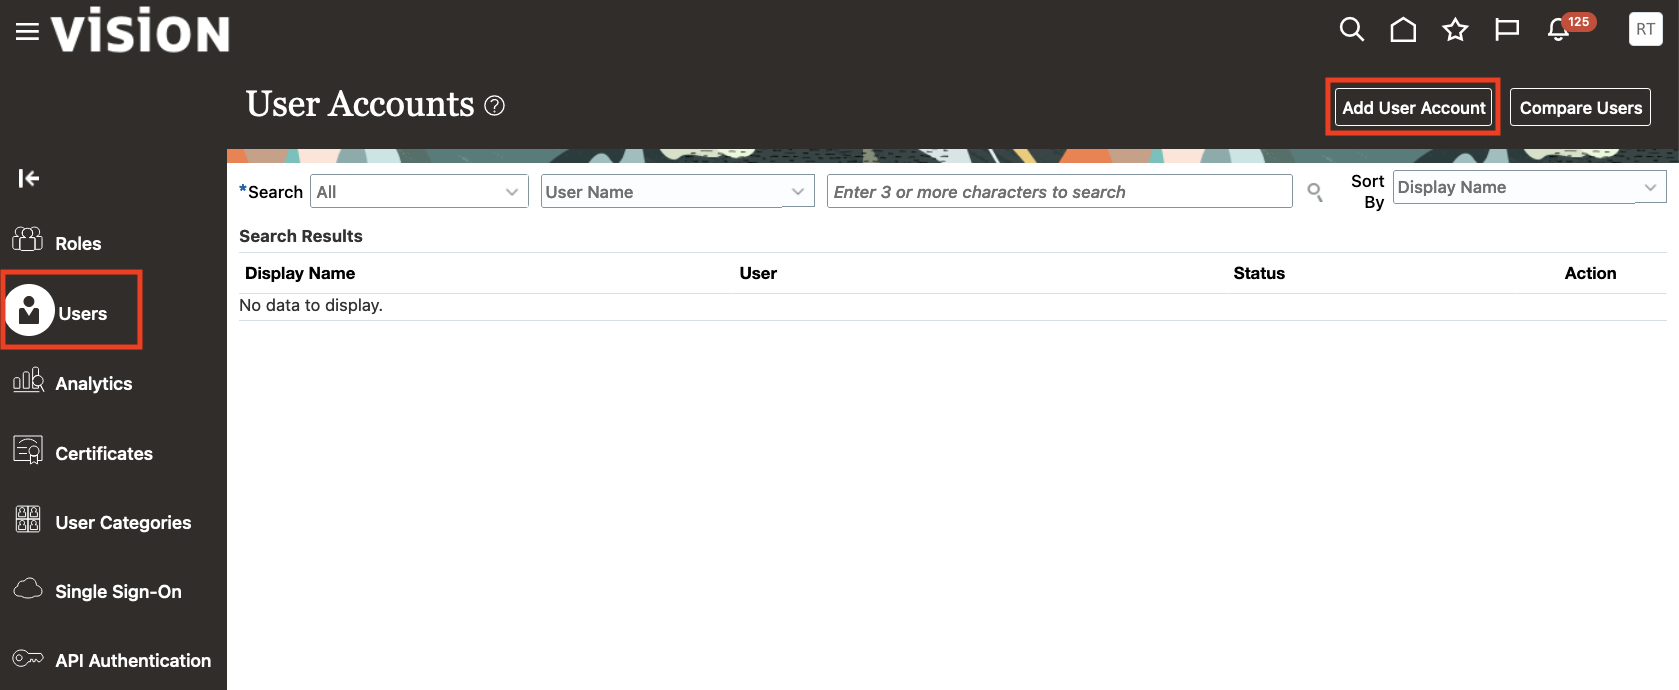 vision
125
RT
User Accounts ?
Add User Account
Compare Users
*Search
All
User Name
Enter 3 or more characters to search
Sort By
Display Name
Search Results
Display Name User Status Action
No data to display.
Roles
Users
Analytics
Certificates
User Categories
Single Sign-On
API Authentication